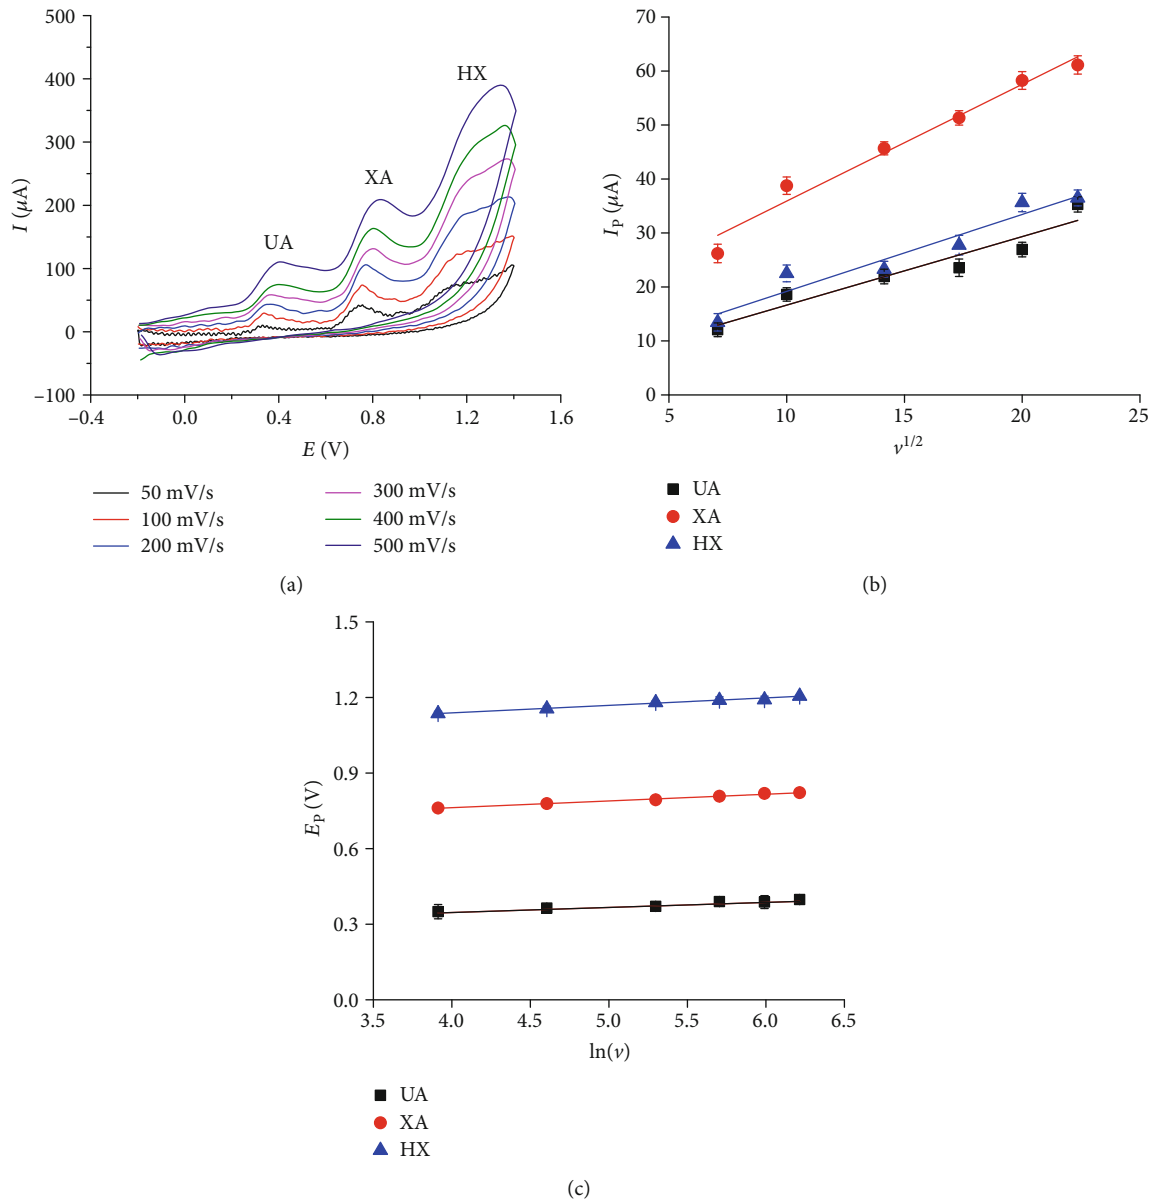 500
400
300
200
100
0
–100
I (μA)
UA
XA
HX
–0.4
0.0
0.4
0.8
1.2
1.6
E (V)
50 mV/s
100 mV/s
200 mV/s
300 mV/s
400 mV/s
500 mV/s
(a)
70
60
50
40
30
20
10
0
I_P (μA)
5
10
15
20
25
ν^1/2
UA
XA
HX
(b)
1.5
1.2
0.9
0.6
0.3
0.0
E_P (V)
3.5
4.0
4.5
5.0
5.5
6.0
6.5
ln(ν)
UA
XA
HX
(c)